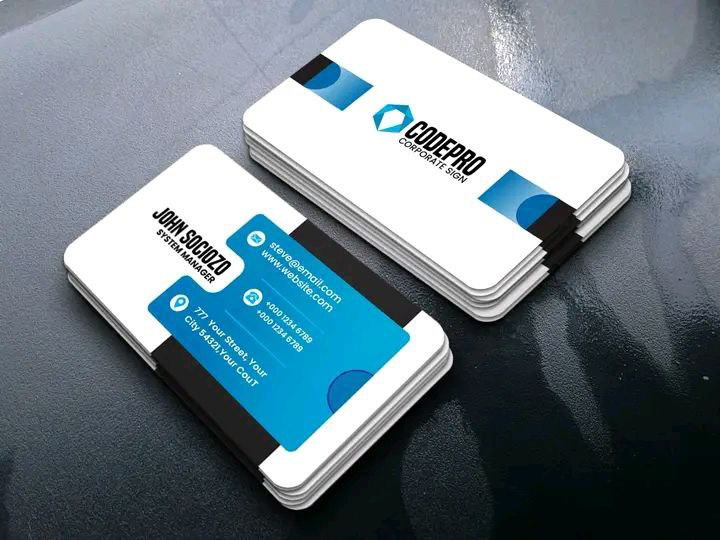 CODEPRO
CORPORATE SIGN
JOHN SOCIOZO
SYSTEM MANAGER
steve@email.com
www.website.com
+000 1234 6789
+000 1234 6789
777 Your Street, Your
City 54321,Your CouT